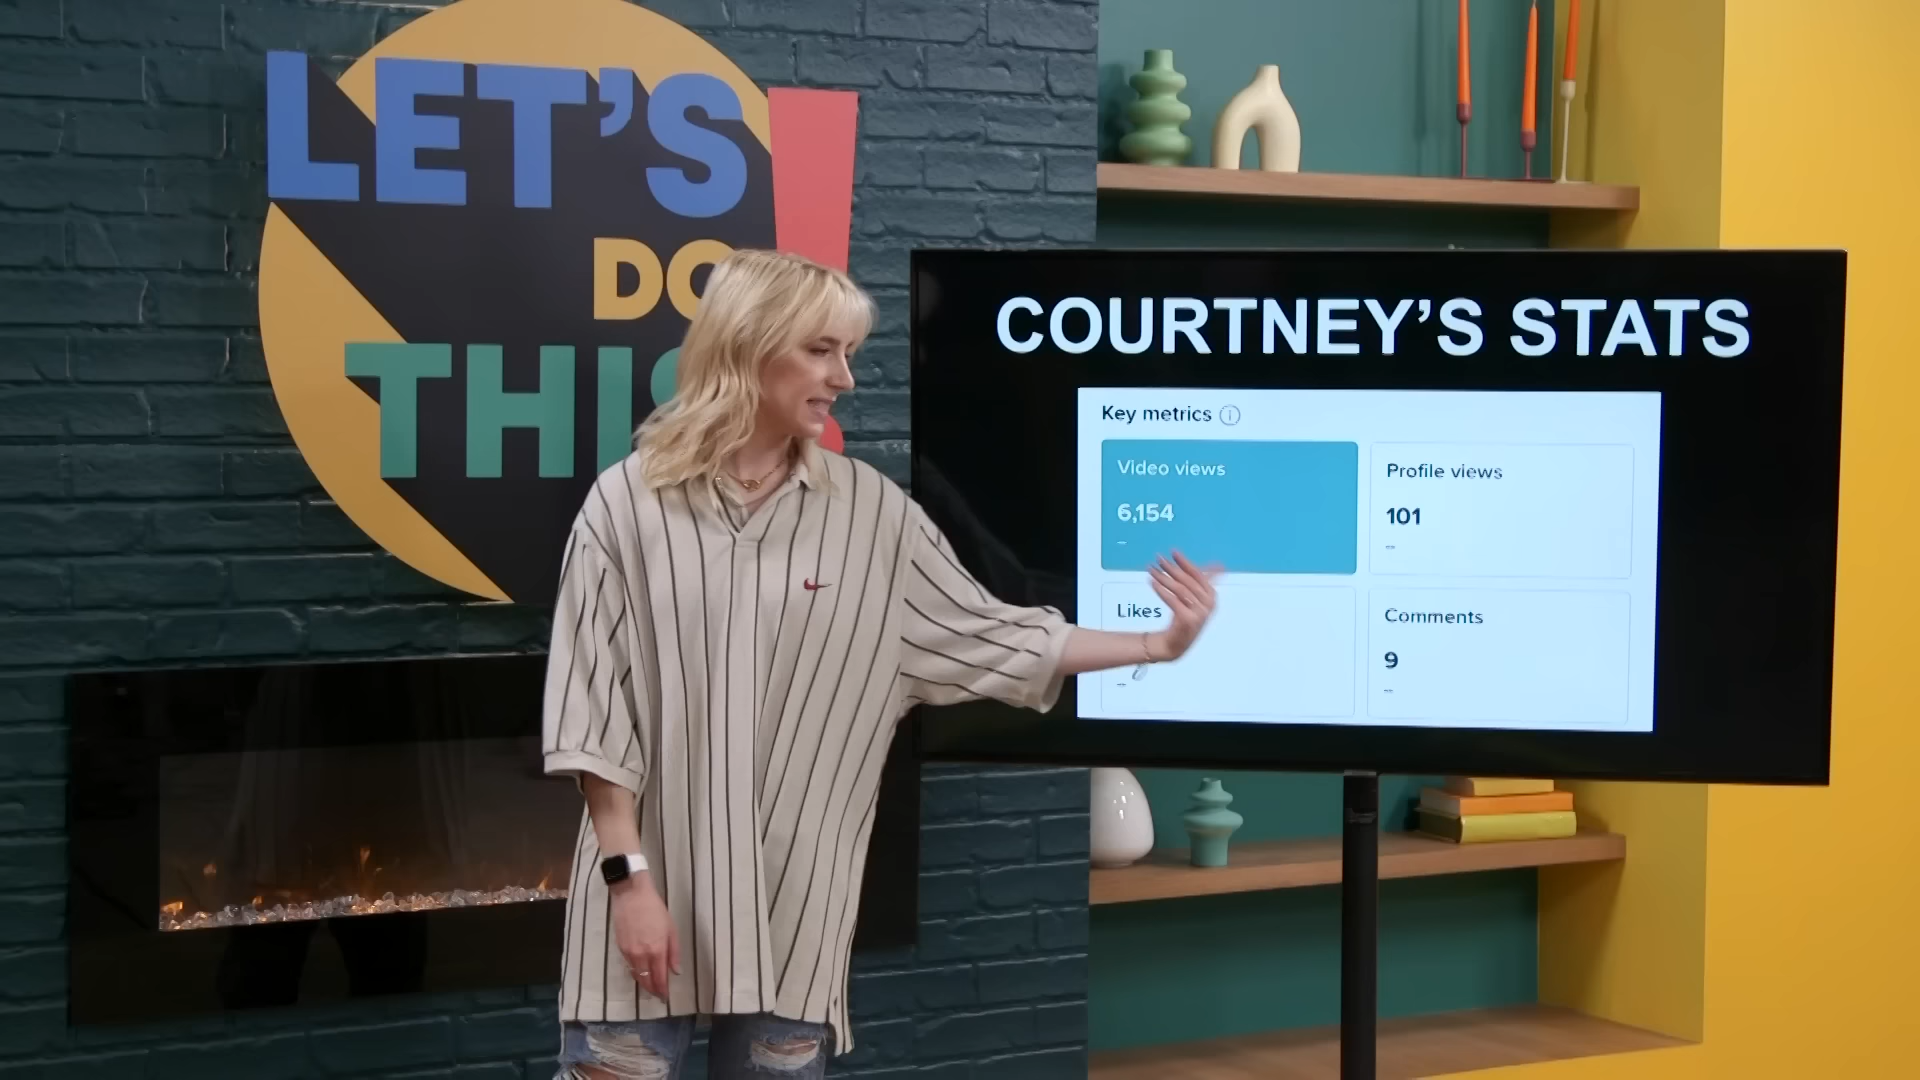 LET'S
DO
THIS
COURTNEY'S STATS
Key metrics
Video views
6,154
–
Profile views
101
–
Likes
–
Comments
9
–